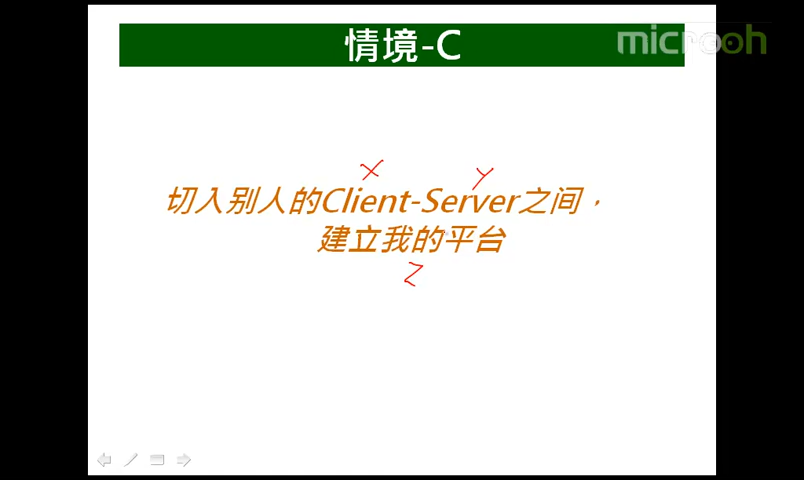 情境-C
microoh
X Y
切入别人的Client-Server之间，
建立我的平台
Z